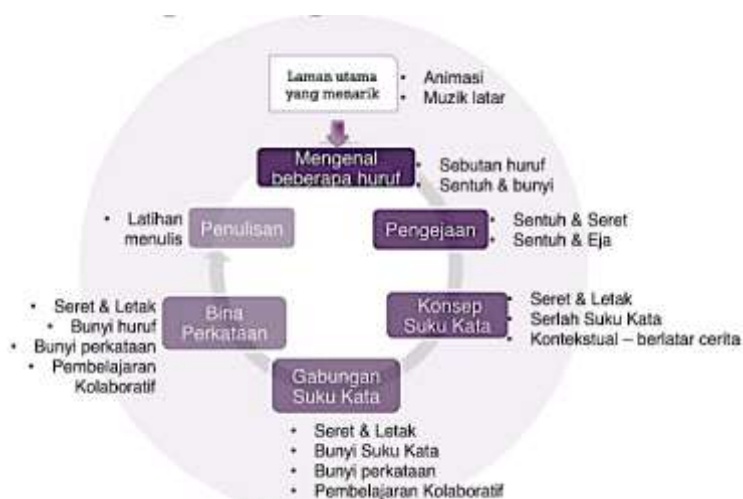 Laman utama
yang menarik
• Animasi
• Muzik latar
Mengenal
beberapa huruf
• Sebutan huruf
• Sentuh & bunyi
Pengejaan
• Sentuh & Seret
• Sentuh & Eja
Konsep
Suku Kata
• Seret & Letak
• Serlah Suku Kata
• Kontekstual – berlatar cerita
Gabungan
Suku Kata
• Seret & Letak
• Bunyi Suku Kata
• Bunyi perkataan
• Pembelajaran Kolaboratif
Bina
Perkataan
• Seret & Letak
• Bunyi huruf
• Bunyi perkataan
• Pembelajaran
Kolaboratif
Penulisan
• Latihan
menulis